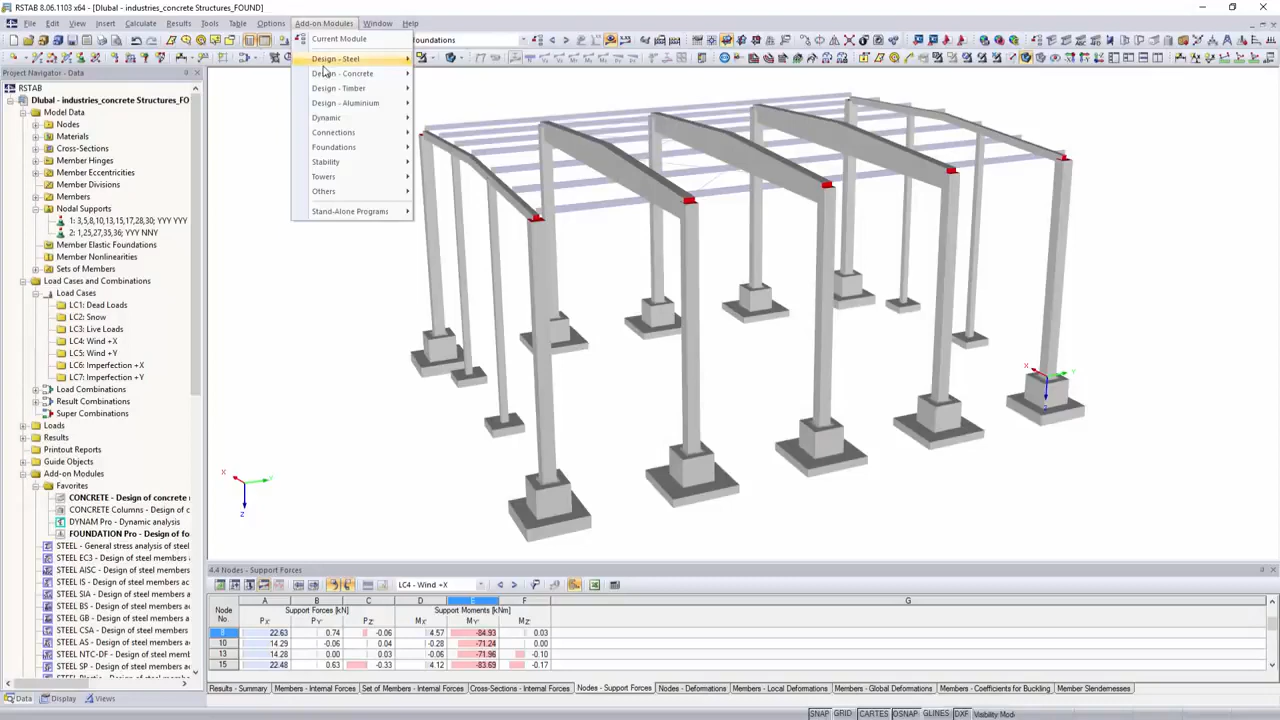 RSTAB 8.06.1103 x64 - [Dlubal - industries_concrete Structures_FOUND]
File Edit View Insert Calculate Results Tools Table Options Add-on Modules Window Help
Current Module
Design - Steel
Design - Concrete
Design - Timber
Design - Aluminium
Dynamic
Connections
Foundations
Stability
Towers
Others
Stand-Alone Programs
oundations
Project Navigator - Data
RSTAB
Dlubal - industries_concrete Structures_FO
Model Data
Nodes
Materials
Cross-Sections
Member Hinges
Member Eccentricities
Member Divisions
Members
Nodal Supports
1: 3,5,8,10,13,15,17,28,30; YYY YYY
2: 1,25,27,35,36; YYY NNY
Member Elastic Foundations
Member Nonlinearities
Sets of Members
Load Cases and Combinations
Load Cases
LC1: Dead Loads
LC2: Snow
LC3: Live Loads
LC4: Wind +X
LC5: Wind +Y
LC6: Imperfection +X
LC7: Imperfection +Y
Load Combinations
Result Combinations
Super Combinations
Loads
Results
Printout Reports
Guide Objects
Add-on Modules
Favorites
CONCRETE - Design of concrete r
CONCRETE Columns - Design of c
DYNAM Pro - Dynamic analysis
FOUNDATION Pro - Design of fo
STEEL - General stress analysis of steel
STEEL EC3 - Design of steel members a
STEEL AISC - Design of steel members a
STEEL IS - Design of steel members ac
STEEL SIA - Design of steel members a
STEEL BS - Design of steel members ac
STEEL GB - Design of steel members ac
STEEL CSA - Design of steel members a
STEEL AS - Design of steel members ac
STEEL NTC-DF - Design of steel membe
STEEL SP - Design of steel members ac
Data Display Views
X Y Z
X Y Z
4.4 Nodes - Support Forces
LC4 - Wind +X
A B C D E F G
Node No. Support Forces [kN] Support Moments [kNm]
PX' PY' PZ' MX' MY' MZ'
8 22.63 0.74 -0.06 4.57 -84.93 0.03
10 14.29 -0.06 0.04 -0.28 -71.24 0.00
13 14.28 0.00 0.03 -0.06 -71.96 -0.10
15 22.48 0.63 -0.33 4.12 -83.69 -0.17
Results - Summary Members - Internal Forces Set of Members - Internal Forces Cross-Sections - Internal Forces Nodes - Support Forces Nodes - Deformations Members - Local Deformations Members - Global Deformations Members - Coefficients for Buckling Member Slendernesses
SNAP GRID CARTES OSNAP GLINES DXF Visibility Mod